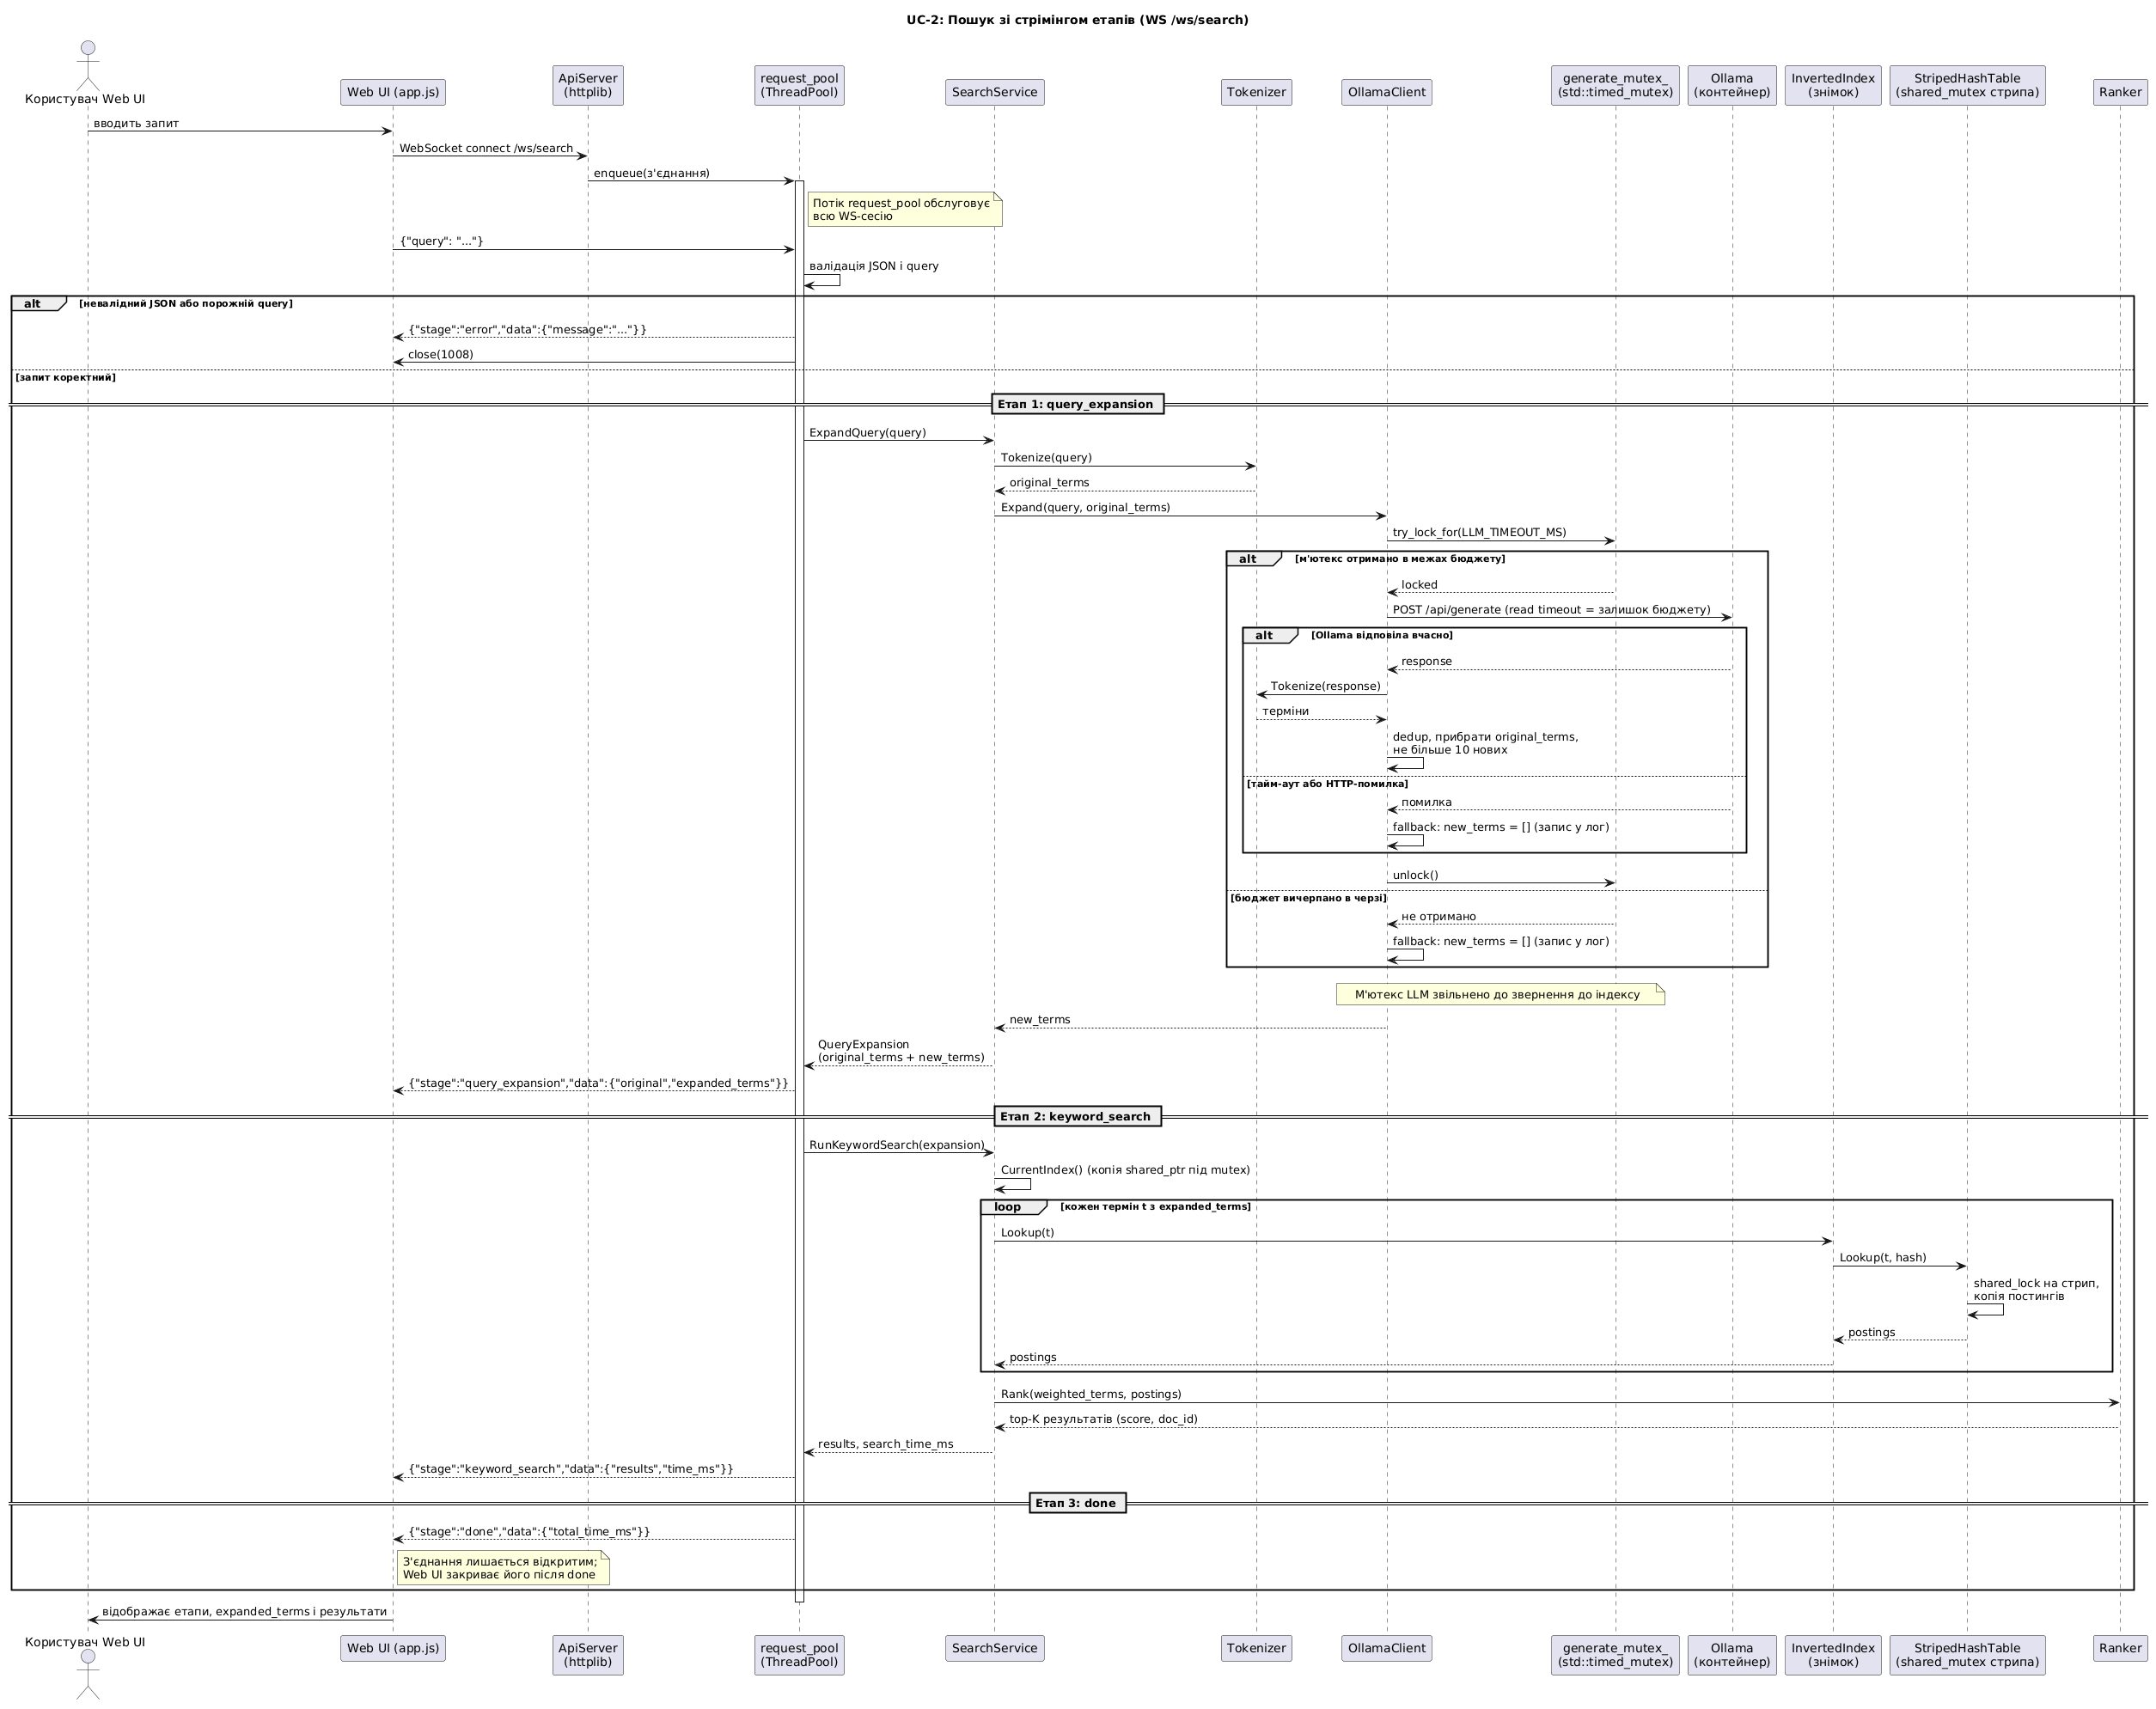 UC-2: Пошук зі стрімінгом етапів (WS /ws/search)
Користувач Web UI
Web UI (app.js)
ApiServer
(httplib)
request_pool
(ThreadPool)
SearchService
Tokenizer
OllamaClient
generate_mutex_
(std::timed_mutex)
Ollama
(контейнер)
InvertedIndex
(знімок)
StripedHashTable
(shared_mutex стрипа)
Ranker
вводить запит
WebSocket connect /ws/search
enqueue(з'єднання)
Потік request_pool обслуговує
всю WS-сесію
{"query": "..."}
валідація JSON і query
alt [невалідний JSON або порожній query]
{"stage":"error","data":{"message":"..."}}
close(1008)
[запит коректний]
Етап 1: query_expansion
ExpandQuery(query)
Tokenize(query)
original_terms
Expand(query, original_terms)
try_lock_for(LLM_TIMEOUT_MS)
alt [м'ютекс отримано в межах бюджету]
locked
POST /api/generate (read timeout = залишок бюджету)
alt [Ollama відповіла вчасно]
response
Tokenize(response)
терміни
dedup, прибрати original_terms,
не більше 10 нових
[тайм-аут або HTTP-помилка]
помилка
fallback: new_terms = [] (запис у лог)
unlock()
[бюджет вичерпано в черзі]
не отримано
fallback: new_terms = [] (запис у лог)
М'ютекс LLM звільнено до звернення до індексу
new_terms
QueryExpansion
(original_terms + new_terms)
{"stage":"query_expansion","data":{"original","expanded_terms"}}
Етап 2: keyword_search
RunKeywordSearch(expansion)
CurrentIndex() (копія shared_ptr під mutex)
loop [кожен термін t з expanded_terms]
Lookup(t)
Lookup(t, hash)
shared_lock на стрип,
копія постингів
postings
postings
Rank(weighted_terms, postings)
top-K результатів (score, doc_id)
results, search_time_ms
{"stage":"keyword_search","data":{"results","time_ms"}}
Етап 3: done
{"stage":"done","data":{"total_time_ms"}}
З'єднання лишається відкритим;
Web UI закриває його після done
відображає етапи, expanded_terms і результати
Користувач Web UI
Web UI (app.js)
ApiServer
(httplib)
request_pool
(ThreadPool)
SearchService
Tokenizer
OllamaClient
generate_mutex_
(std::timed_mutex)
Ollama
(контейнер)
InvertedIndex
(знімок)
StripedHashTable
(shared_mutex стрипа)
Ranker